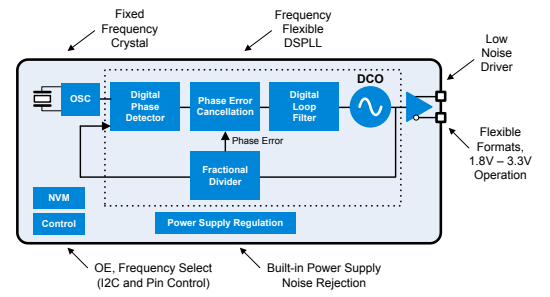 Fixed
Frequency
Crystal
Frequency
Flexible
DSPLL
Low
Noise
Driver
OSC
Digital
Phase
Detector
Phase Error
Cancellation
Digital
Loop
Filter
DCO
Phase Error
Fractional
Divider
Flexible
Formats,
1.8V – 3.3V
Operation
NVM
Control
Power Supply Regulation
OE, Frequency Select
(I2C and Pin Control)
Built-in Power Supply
Noise Rejection